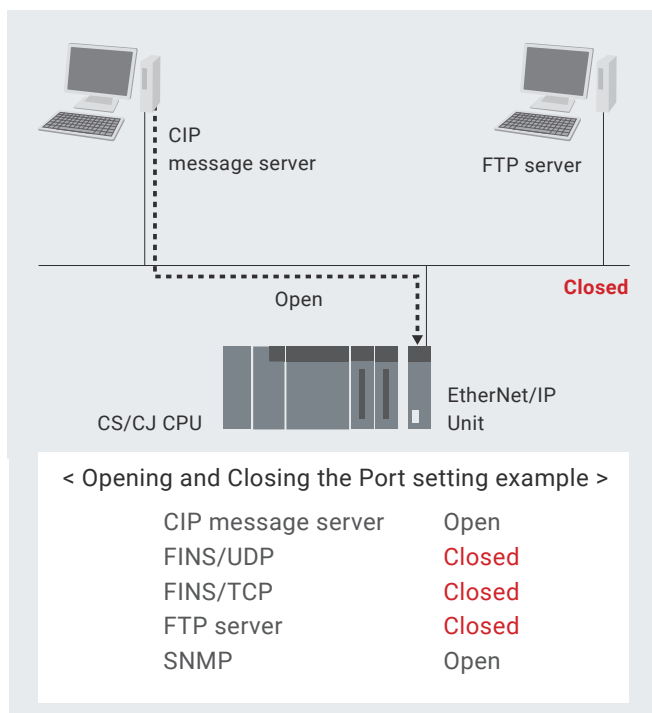 CIP
message server
FTP server
Closed
Open
CS/CJ CPU
EtherNet/IP
Unit
< Opening and Closing the Port setting example >
CIP message server Open
FINS/UDP Closed
FINS/TCP Closed
FTP server Closed
SNMP Open